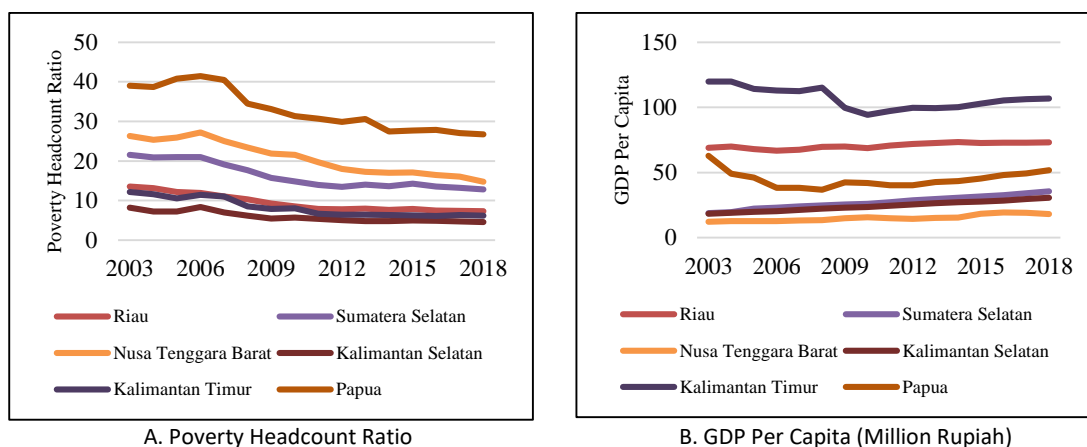 Poverty Headcount Ratio
50
40
30
20
10
0
2003 2006 2009 2012 2015 2018
Riau
Sumatera Selatan
Nusa Tenggara Barat
Kalimantan Selatan
Kalimantan Timur
Papua
A. Poverty Headcount Ratio
GDP Per Capita
150
100
50
0
2003 2006 2009 2012 2015 2018
Riau
Sumatera Selatan
Nusa Tenggara Barat
Kalimantan Selatan
Kalimantan Timur
Papua
B. GDP Per Capita (Million Rupiah)